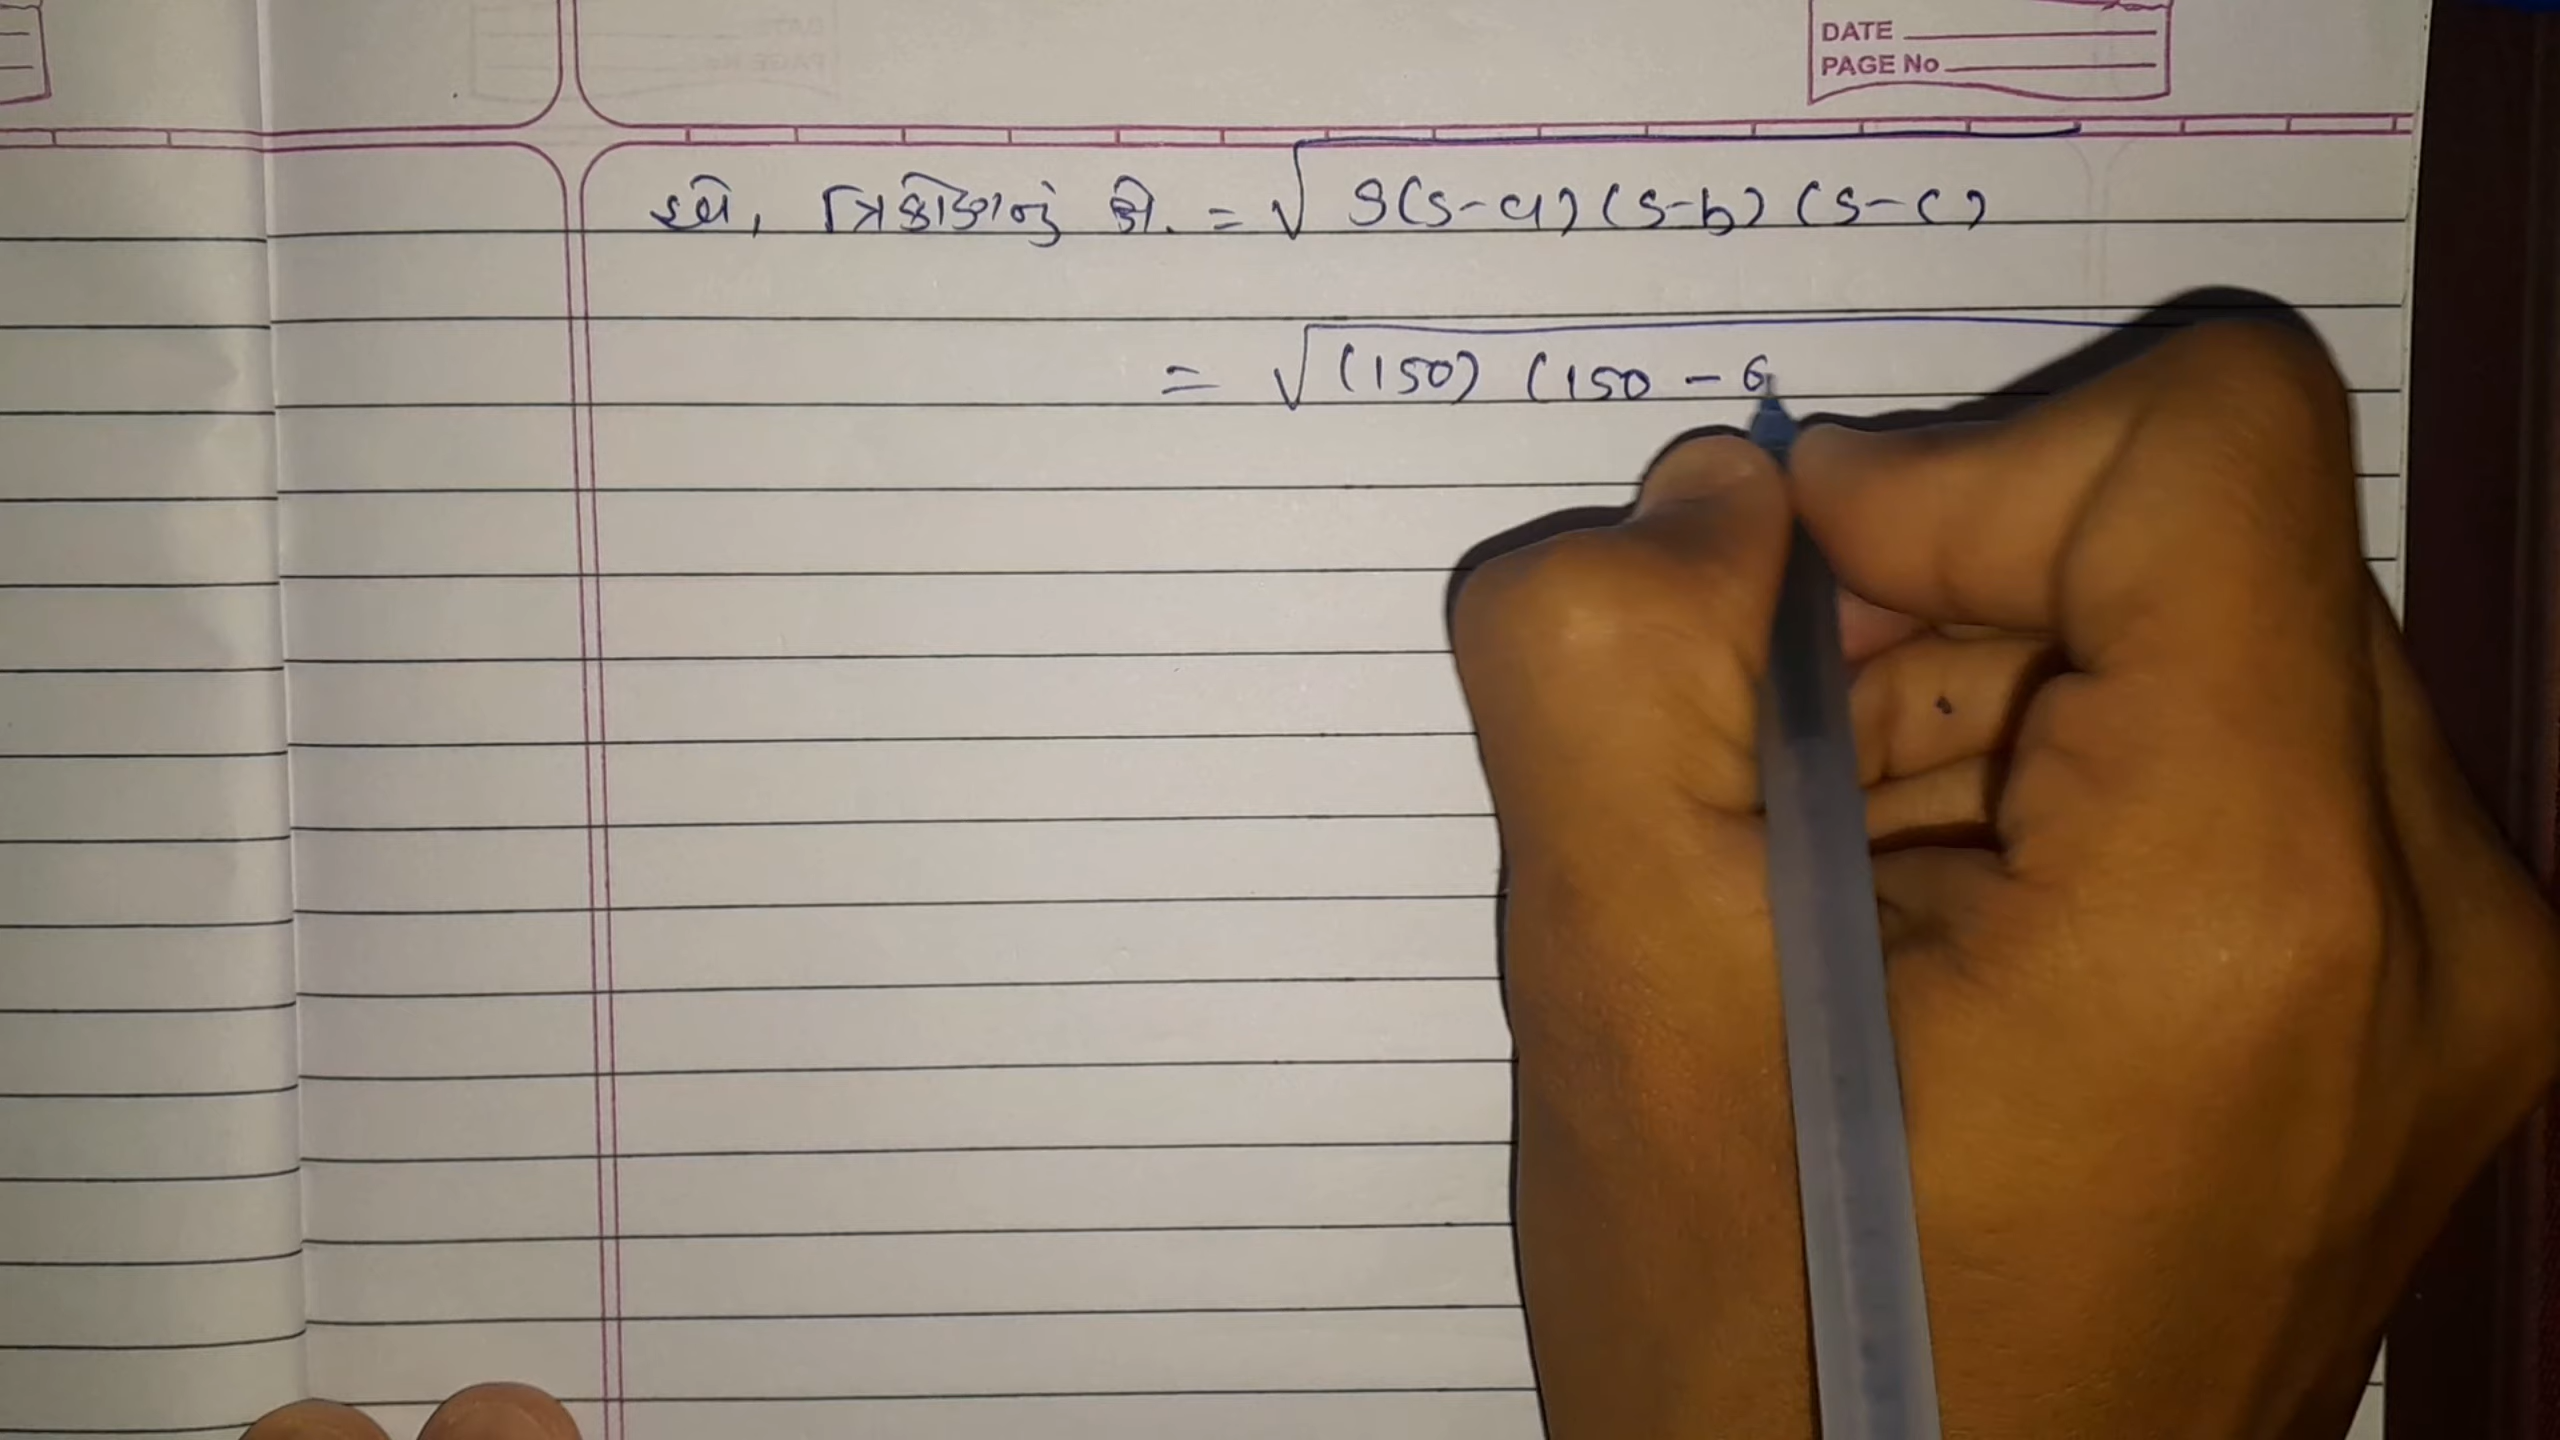 DATE
PAGE No
હવે, ત્રિકોણનું ક્ષે. = √S(s-a)(s-b)(s-c)
= √(150) (150 - 6